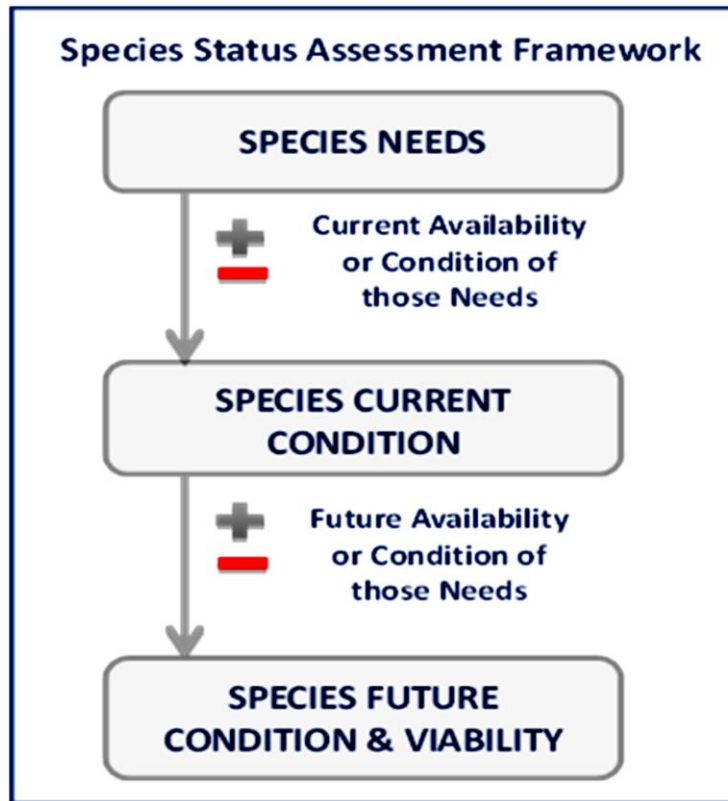 Species Status Assessment Framework
SPECIES NEEDS
Current Availability
or Condition of
those Needs
SPECIES CURRENT
CONDITION
Future Availability
or Condition of
those Needs
SPECIES FUTURE
CONDITION & VIABILITY